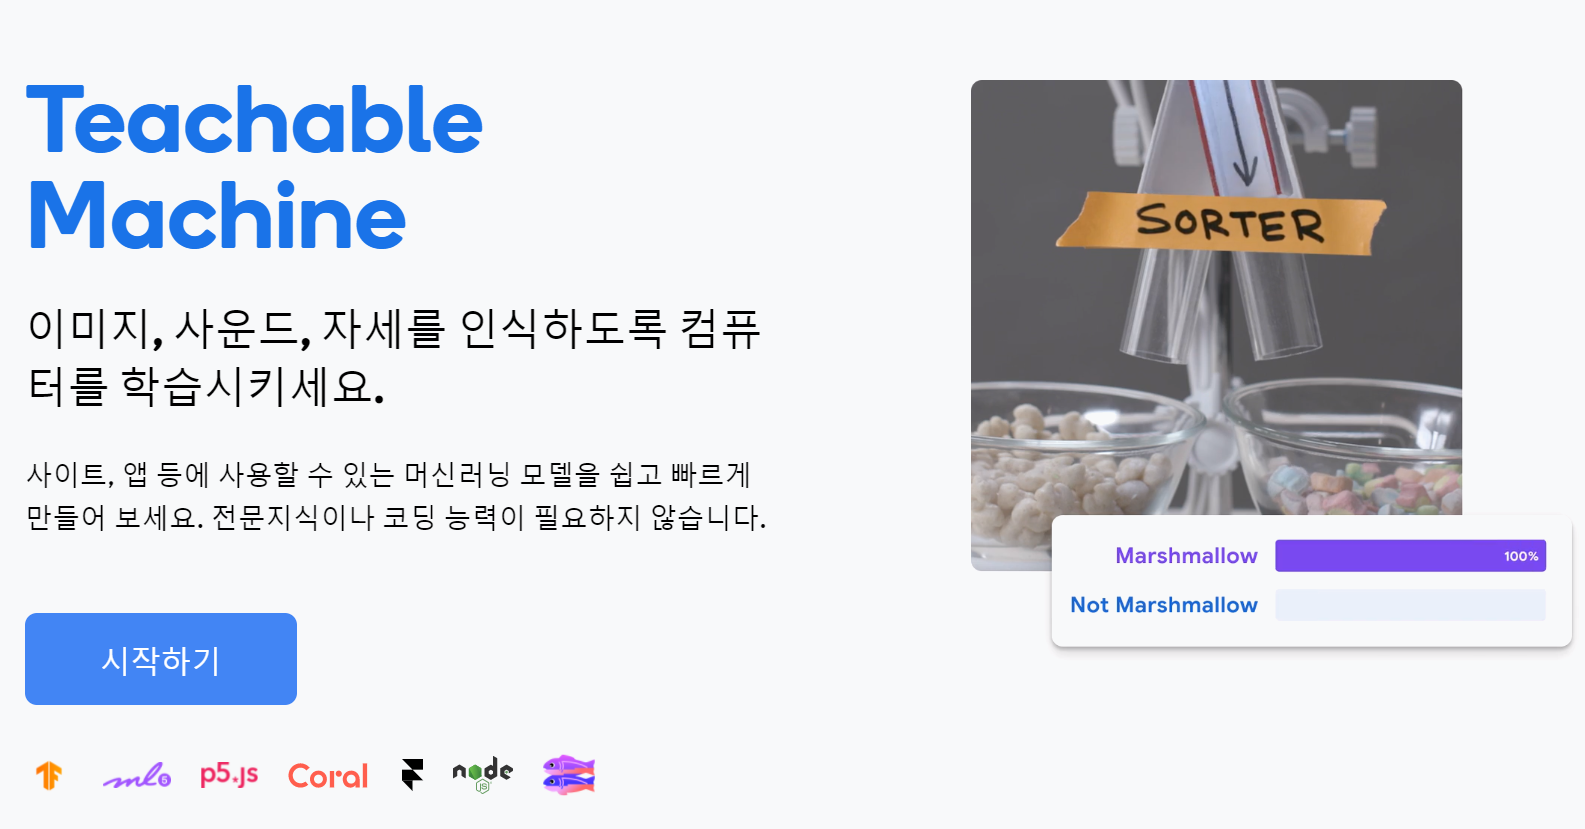 Teachable
Machine
이미지, 사운드, 자세를 인식하도록 컴퓨
터를 학습시키세요.
사이트, 앱 등에 사용할 수 있는 머신러닝 모델을 쉽고 빠르게
만들어 보세요. 전문지식이나 코딩 능력이 필요하지 않습니다.
시작하기
ml5
p5*js
Coral
node
JS
SORTER
Marshmallow 100%
Not Marshmallow